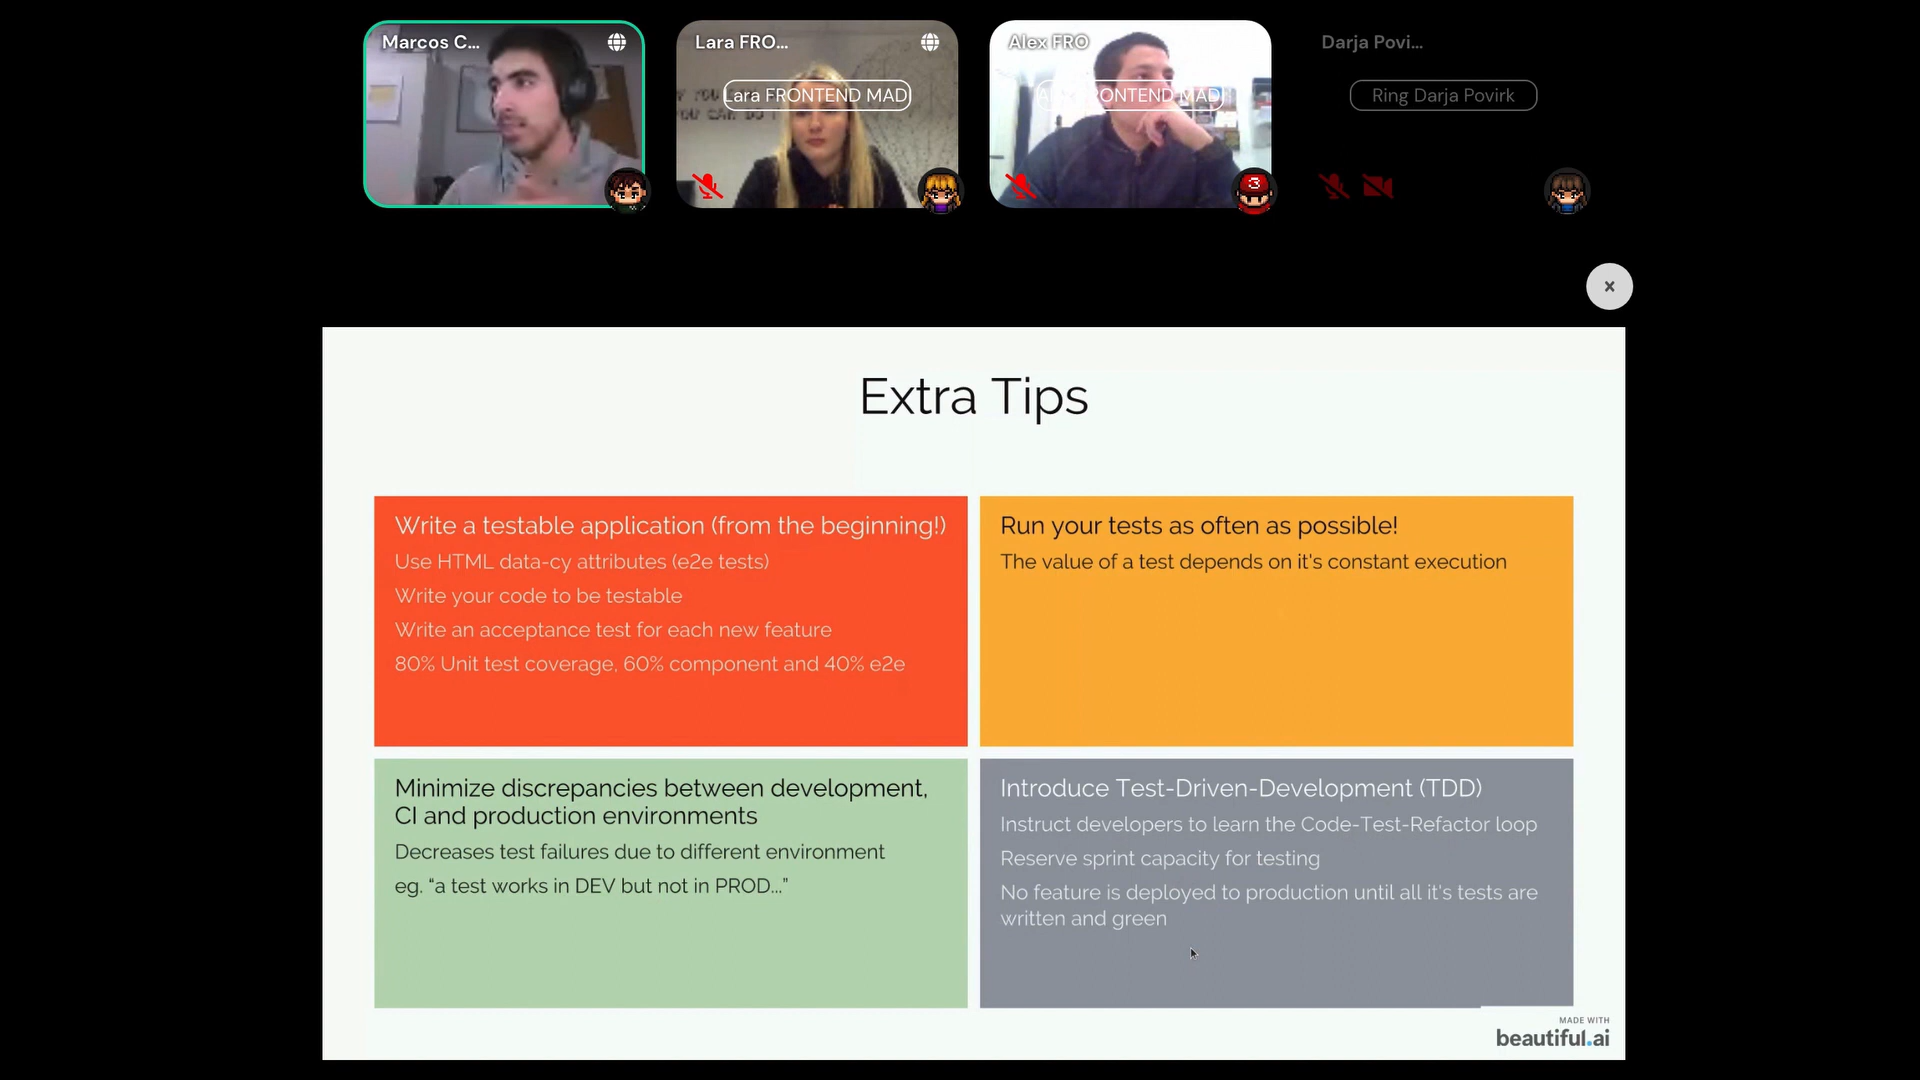 Marcos C...
Lara FRO...
Alex FRO
Darja Povi...
Lara FRONTEND MAD
FRONTEND MAD
Ring Darja Povirk
3
Extra Tips
Write a testable application (from the beginning!)
Use HTML data-cy attributes (e2e tests)
Write your code to be testable
Write an acceptance test for each new feature
80% Unit test coverage, 60% component and 40% e2e
Run your tests as often as possible!
The value of a test depends on it's constant execution
Minimize discrepancies between development,
CI and production environments
Decreases test failures due to different environment
eg. “a test works in DEV but not in PROD...”
Introduce Test-Driven-Development (TDD)
Instruct developers to learn the Code-Test-Refactor loop
Reserve sprint capacity for testing
No feature is deployed to production until all it's tests are
written and green
MADE WITH
beautiful.ai